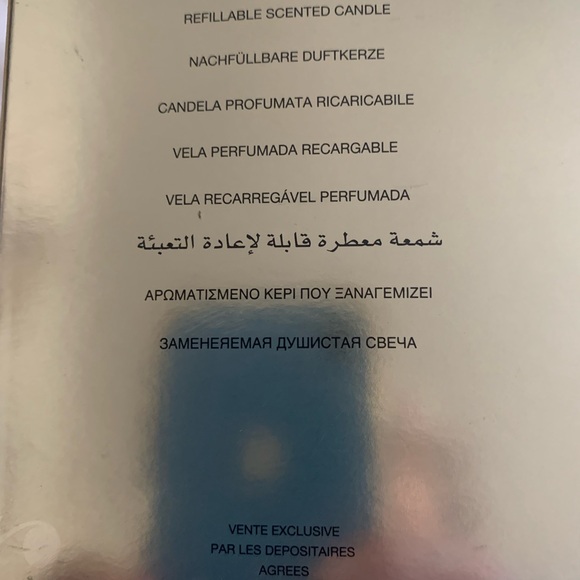 REFILLABLE SCENTED CANDLE
NACHFÜLLBARE DUFTKERZE
CANDELA PROFUMATA RICARICABILE
VELA PERFUMADA RECARGABLE
VELA RECARREGÁVEL PERFUMADA
شمعة معطرة قابلة لإعادة التعبئة
ΑΡΩΜΑΤΙΣΜΕΝΟ ΚΕΡΙ ΠΟΥ ΞΑΝΑΓΕΜΙΖΕΙ
ЗАМЕНЕЯЕМАЯ ДУШИСТАЯ СВЕЧА
VENTE EXCLUSIVE
PAR LES DEPOSITAIRES
AGREES